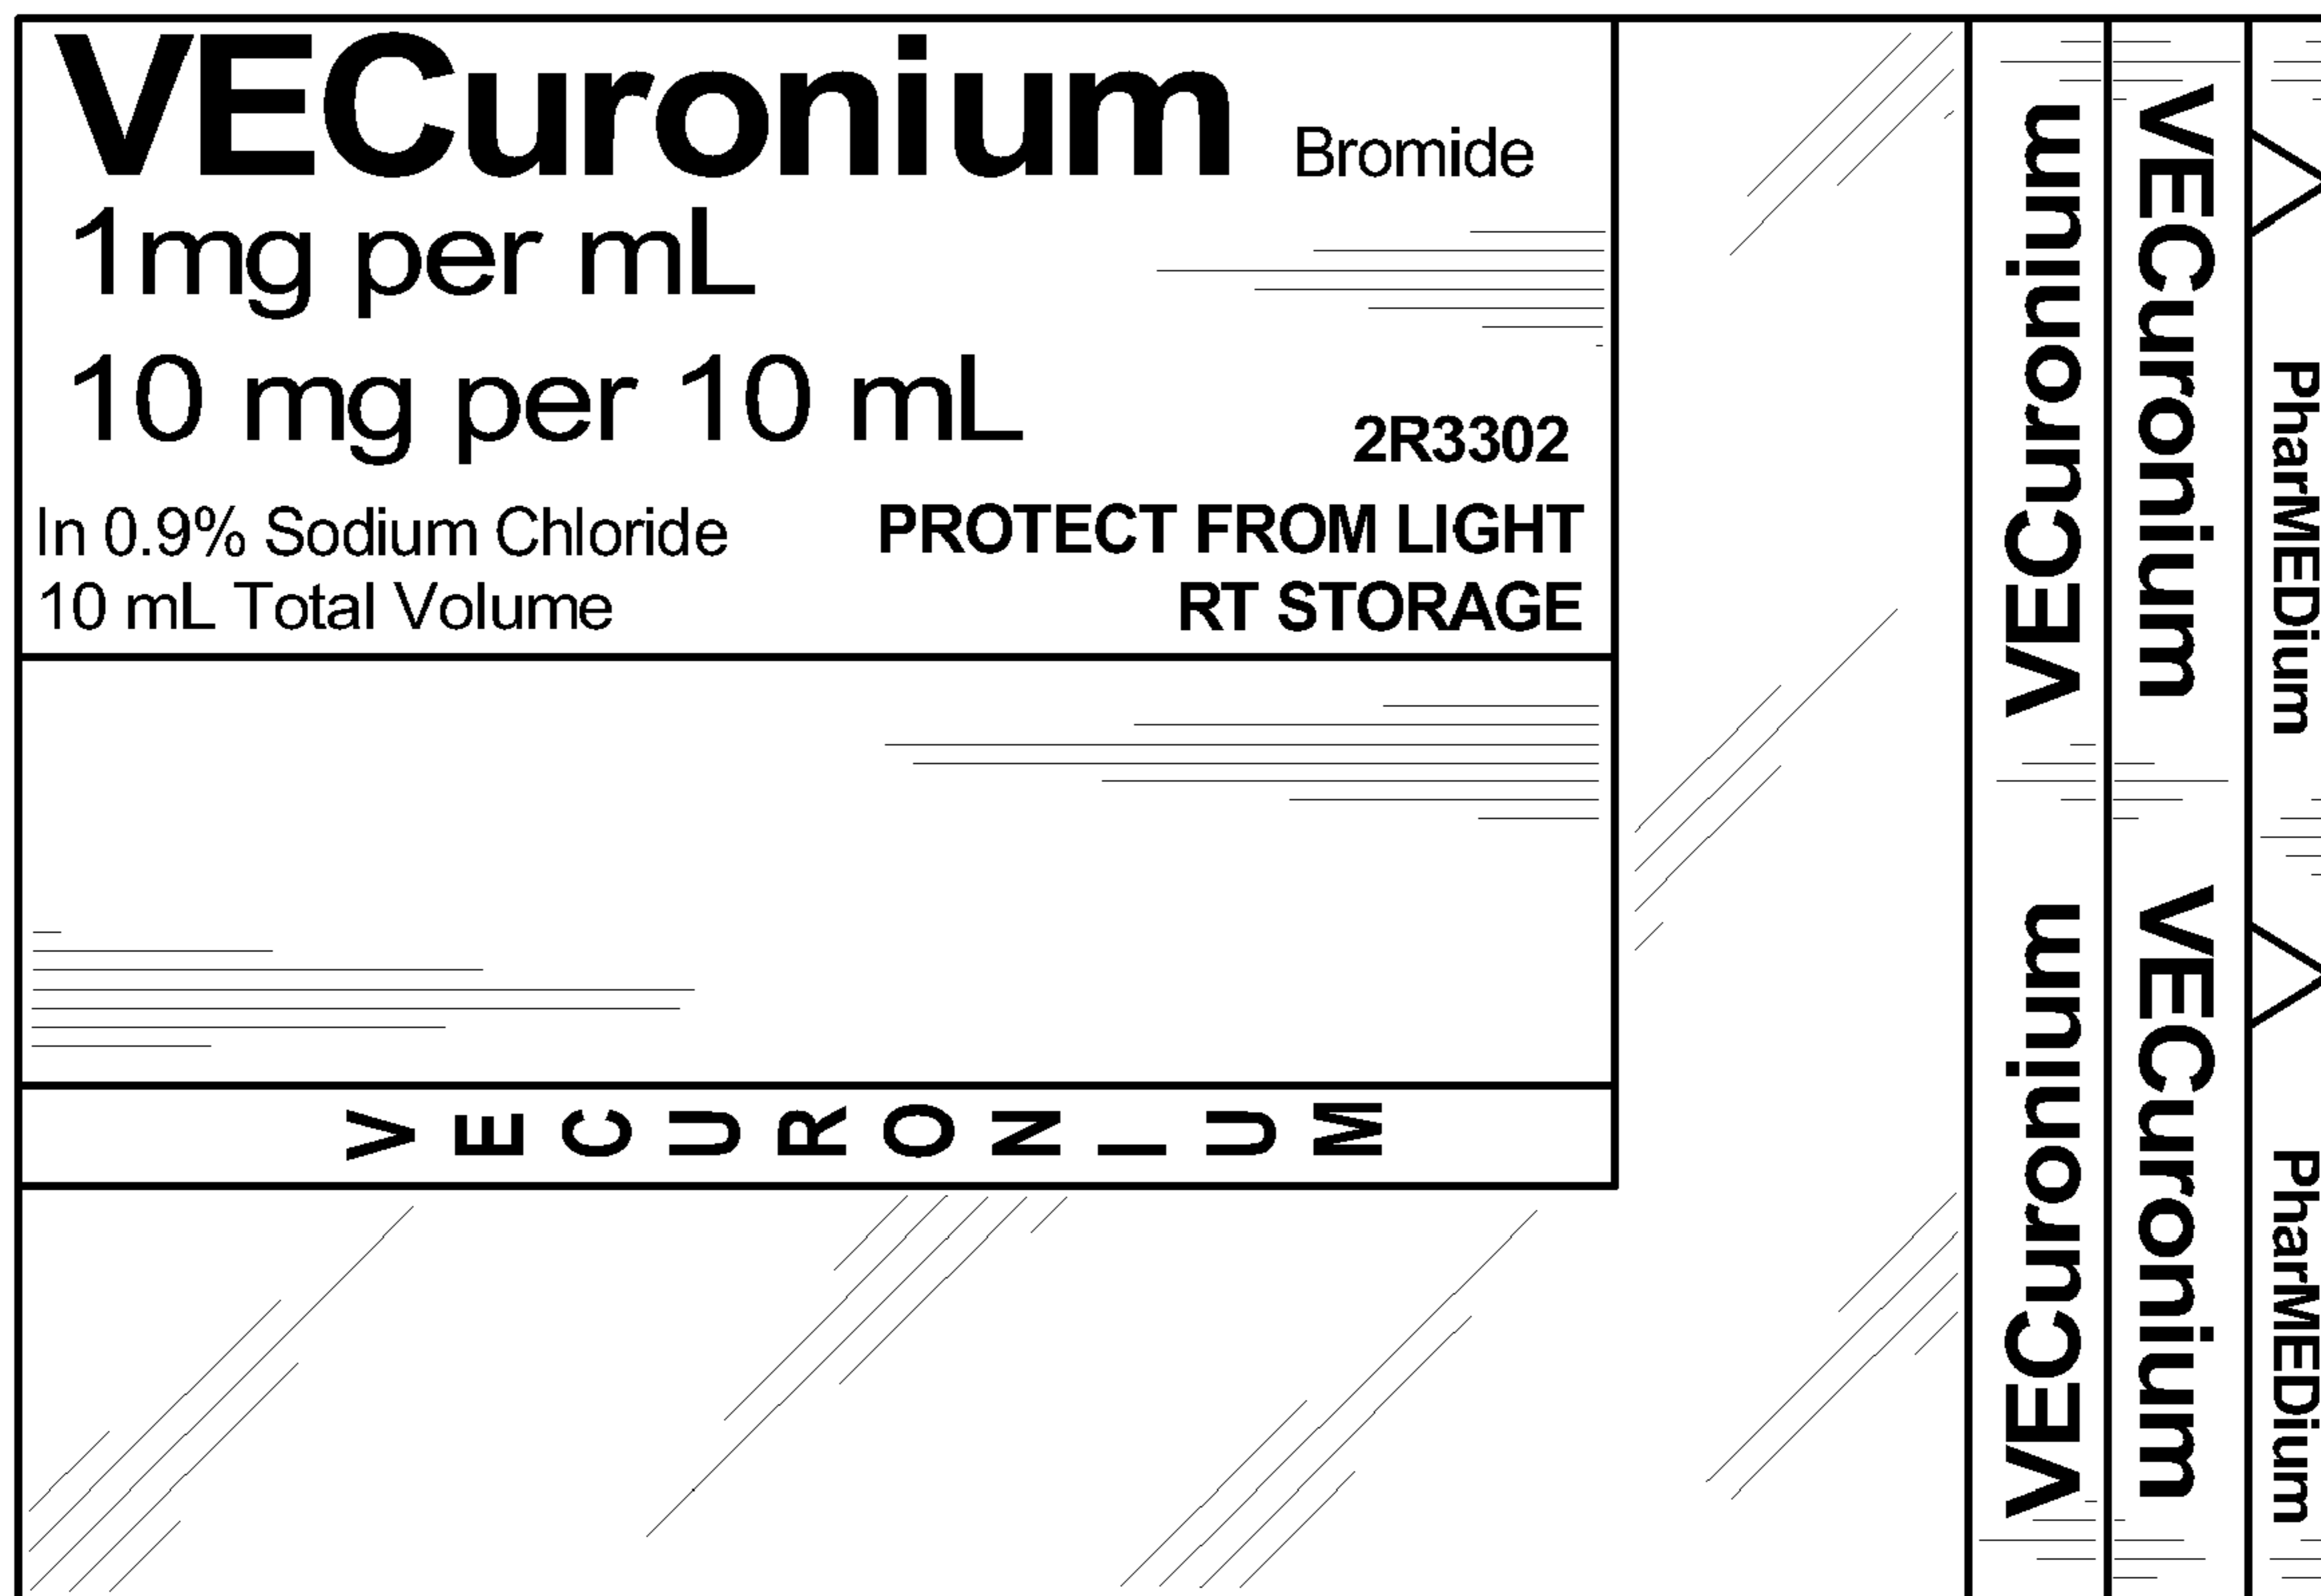 VECuronium Bromide
1mg per mL
10 mg per 10 mL
2R3302
In 0.9% Sodium Chloride
PROTECT FROM LIGHT
10 mL Total Volume
RT STORAGE
VECURONIUM
VECuronium
VECuronium
VECuronium
VECuronium
PharMEDium
PharMEDium